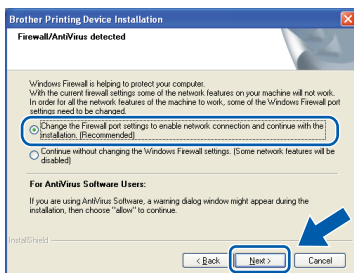 Brother Printing Device Installation
Firewall/AntiVirus detected
Windows Firewall is helping to protect your computer.
With the current firewall settings some of the network features on your machine will not work.
In order for all the network features of the machine to work, some of the Windows Firewall port
settings need to be changed.
Change the Firewall port settings to enable network connection and continue with the
installation. (Recommended)
Continue without changing the Windows Firewall settings. (Some network features will be
disabled)
For AntiVirus Software Users:
If you are using AntiVirus Software, a warning dialog window might appear during the
installation, then choose "allow" to continue.
InstallShield
< Back
Next >
Cancel